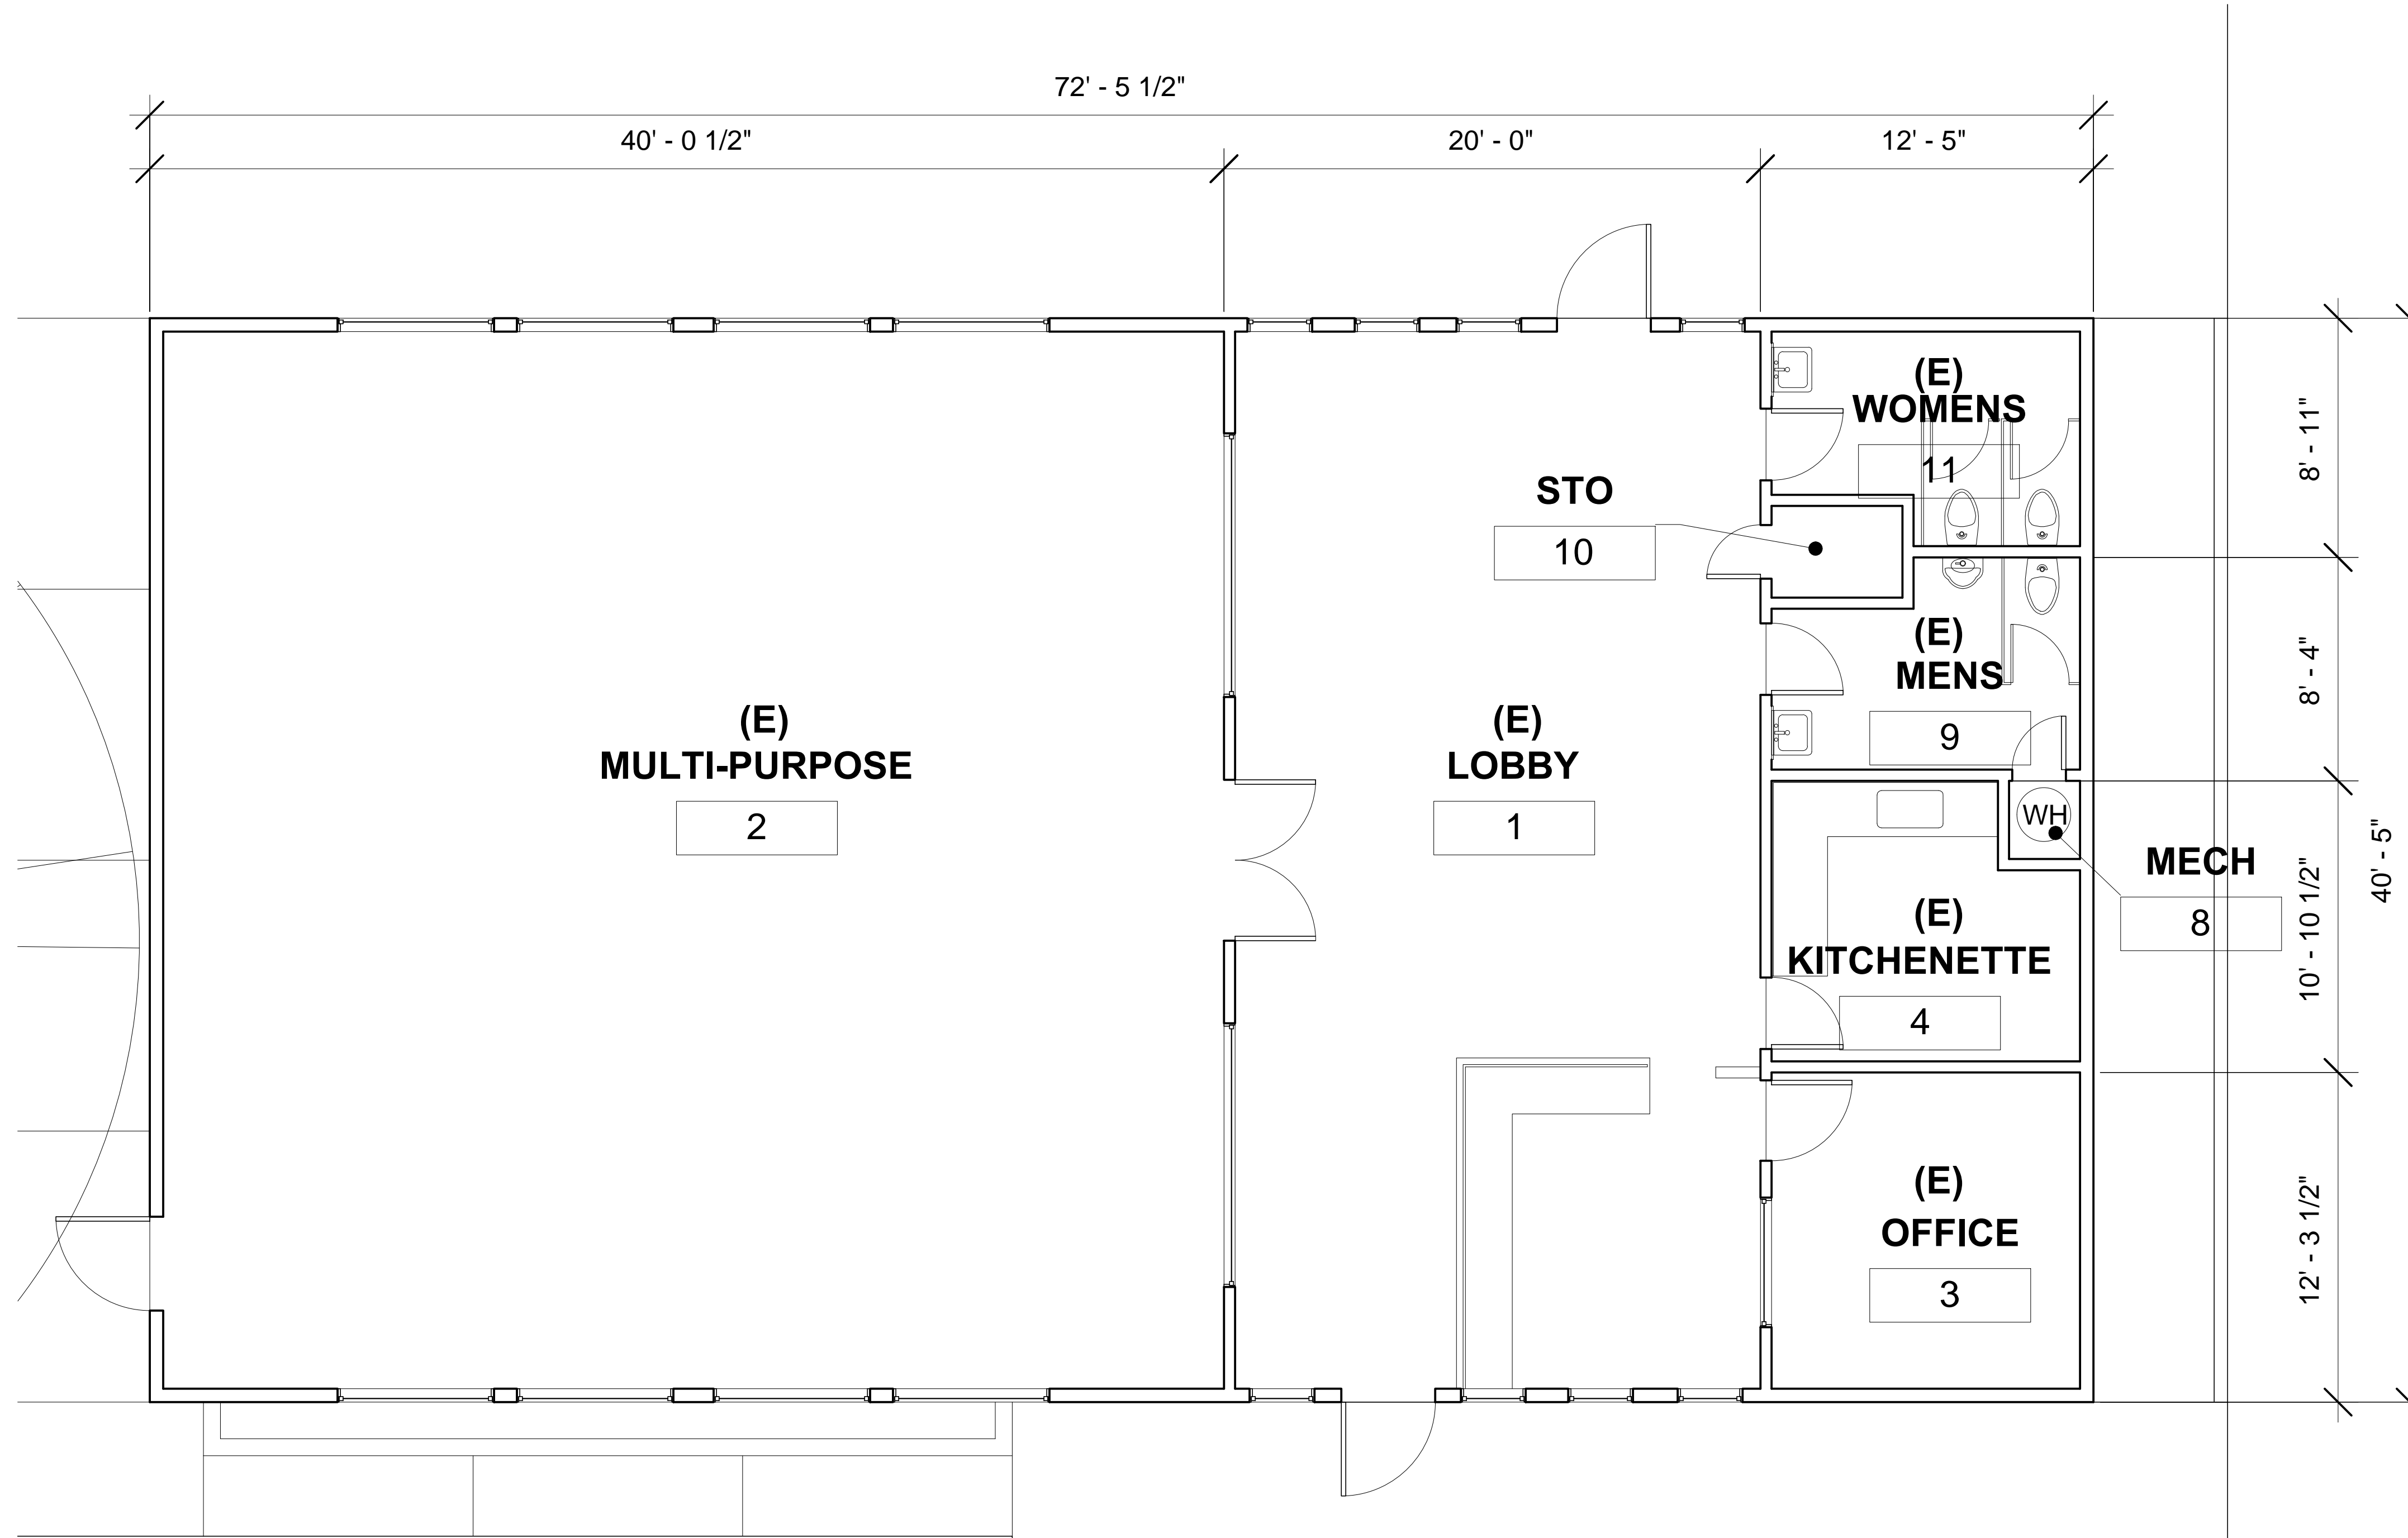 72' - 5 1/2"
40' - 0 1/2"
20' - 0"
12' - 5"
(E)
WOMENS
11
8' - 11"
STO
10
(E)
MENS
9
8' - 4"
(E)
MULTI-PURPOSE
2
(E)
LOBBY
1
WH
MECH
8
40' - 5"
10' - 10 1/2"
(E)
KITCHENETTE
4
(E)
OFFICE
3
12' - 3 1/2"